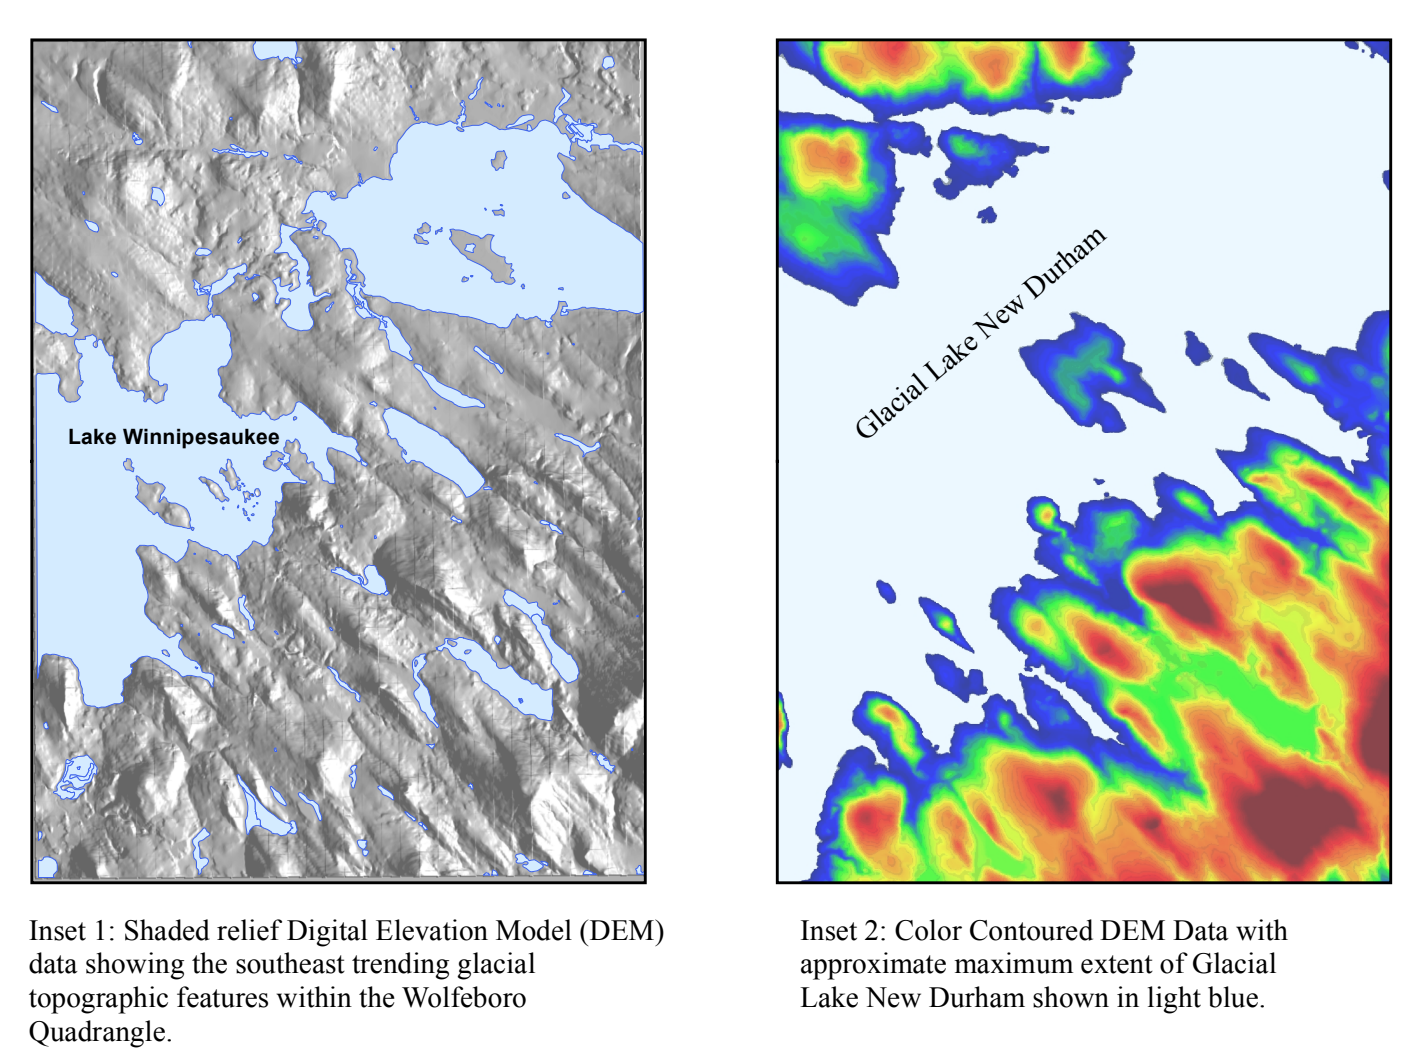 Lake Winnipesaukee
Glacial Lake New Durham
Inset 1: Shaded relief Digital Elevation Model (DEM)
data showing the southeast trending glacial
topographic features within the Wolfeboro
Quadrangle.
Inset 2: Color Contoured DEM Data with
approximate maximum extent of Glacial
Lake New Durham shown in light blue.